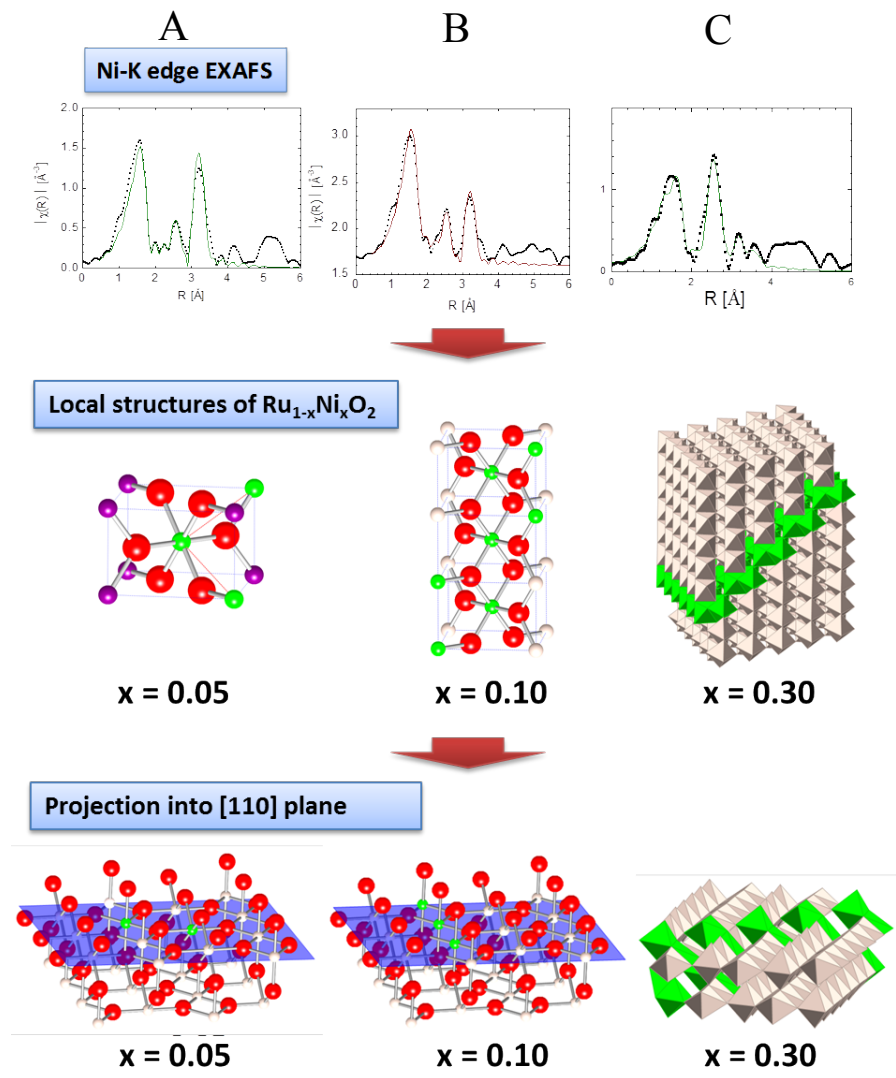 A
B
C
Ni-K edge EXAFS
2.0
1.5
1.0
0.5
0.0
|χ(R)| [Å⁻³]
0 1 2 3 4 5 6
R [Å]
3.0
2.5
2.0
1.5
|χ(R)| [Å⁻³]
0 1 2 3 4 5 6
R [Å]
1
0
0 2 4 6
R [Å]
Local structures of Ru₁₋ₓNiₓO₂
x = 0.05
x = 0.10
x = 0.30
Projection into [110] plane
x = 0.05
x = 0.10
x = 0.30